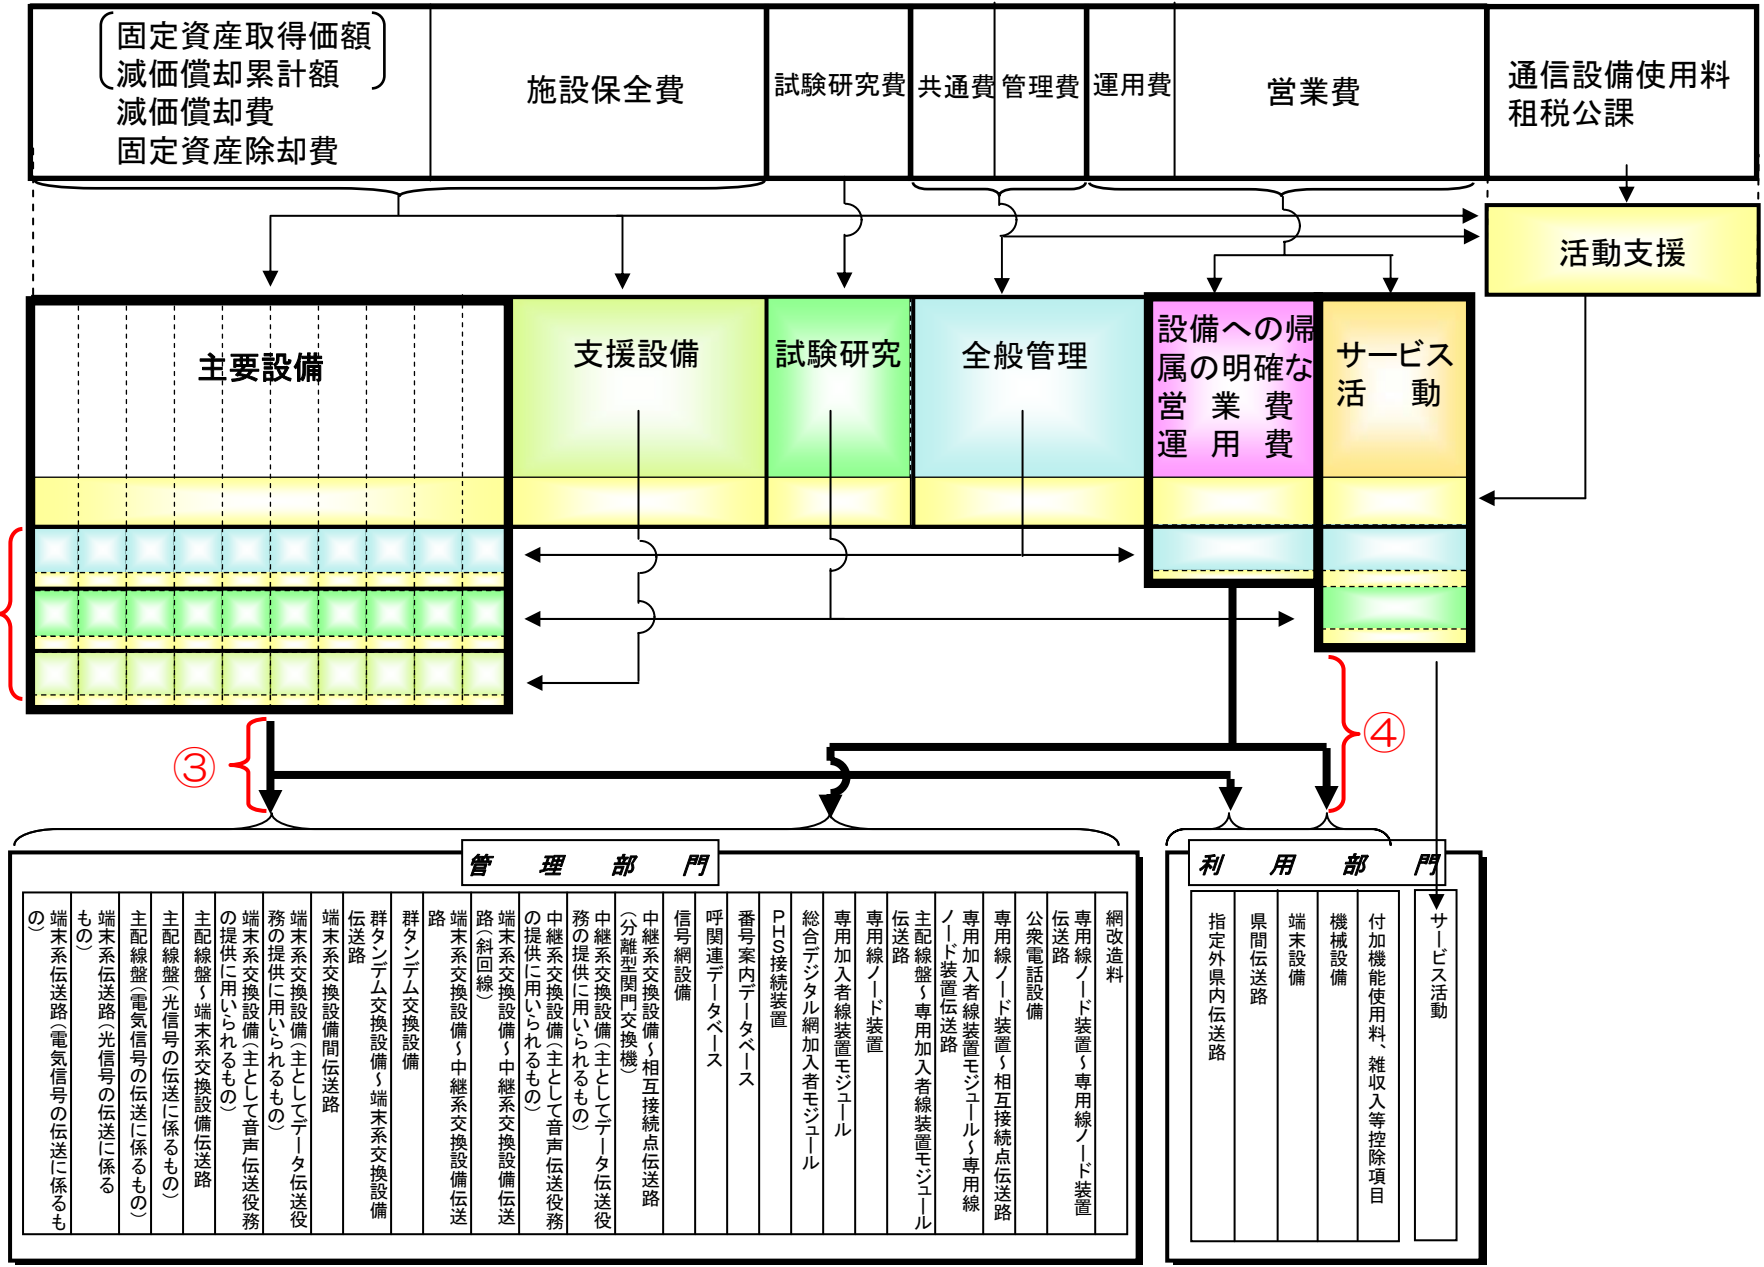 固定資産取得価額
減価償却累計額
減価償却費
固定資産除却費
施設保全費
試験研究費
共通費
管理費
運用費
営業費
通信設備使用料
租税公課
活動支援
主要設備
支援設備
試験研究
全般管理
設備への帰
属の明確な
営業費
運用費
サービス
活動
③
④
管理部門
端末系伝送路（電気信号の伝送に係るも
の）
端末系伝送路（光信号の伝送に係る
もの）
主配線盤（電気信号の伝送に係るもの）
主配線盤（光信号の伝送に係るもの）
主配線盤～端末系交換設備伝送路
端末系交換設備（主として音声伝送役務
の提供に用いられるもの）
端末系交換設備（主としてデータ伝送役
務の提供に用いられるもの）
端末系交換設備間伝送路
群タンデム交換設備～端末系交換設備
伝送路
群タンデム交換設備
端末系交換設備～中継系交換設備伝送
路
端末系交換設備～中継系交換設備伝送
路（斜回線）
中継系交換設備（主として音声伝送役務
の提供に用いられるもの）
中継系交換設備（主としてデータ伝送役
務の提供に用いられるもの）
中継系交換設備～相互接続点伝送路
（分離型関門交換機）
信号網設備
呼関連データベース
番号案内データベース
ＰＨＳ接続装置
総合デジタル網加入者モジュール
専用加入者線装置モジュール
専用線ノード装置
主配線盤～専用加入者線装置モジュール
伝送路
専用加入者線装置モジュール～専用線
ノード装置伝送路
専用線ノード装置～相互接続点伝送路
公衆電話設備
専用線ノード装置～専用線ノード装置
伝送路
網改造料
利用部門
指定外県内伝送路
県間伝送路
端末設備
機械設備
付加機能使用料、雑収入等控除項目
サービス活動